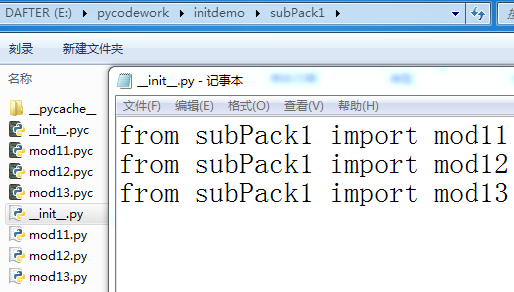 DAFTER (E:) ▸ pycodework ▸ initdemo ▸ subPack1 ▸
刻录 新建文件夹
名称
__pycache__
__init__.pyc
mod11.pyc
mod12.pyc
mod13.pyc
__init__.py
mod11.py
mod12.py
mod13.py
__init__.py - 记事本
文件(F) 编辑(E) 格式(O) 查看(V) 帮助(H)
from subPack1 import mod11
from subPack1 import mod12
from subPack1 import mod13